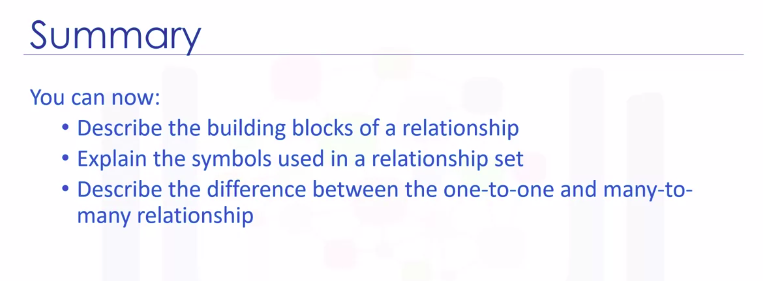 Summary
You can now:
• Describe the building blocks of a relationship
• Explain the symbols used in a relationship set
• Describe the difference between the one-to-one and many-to-
many relationship